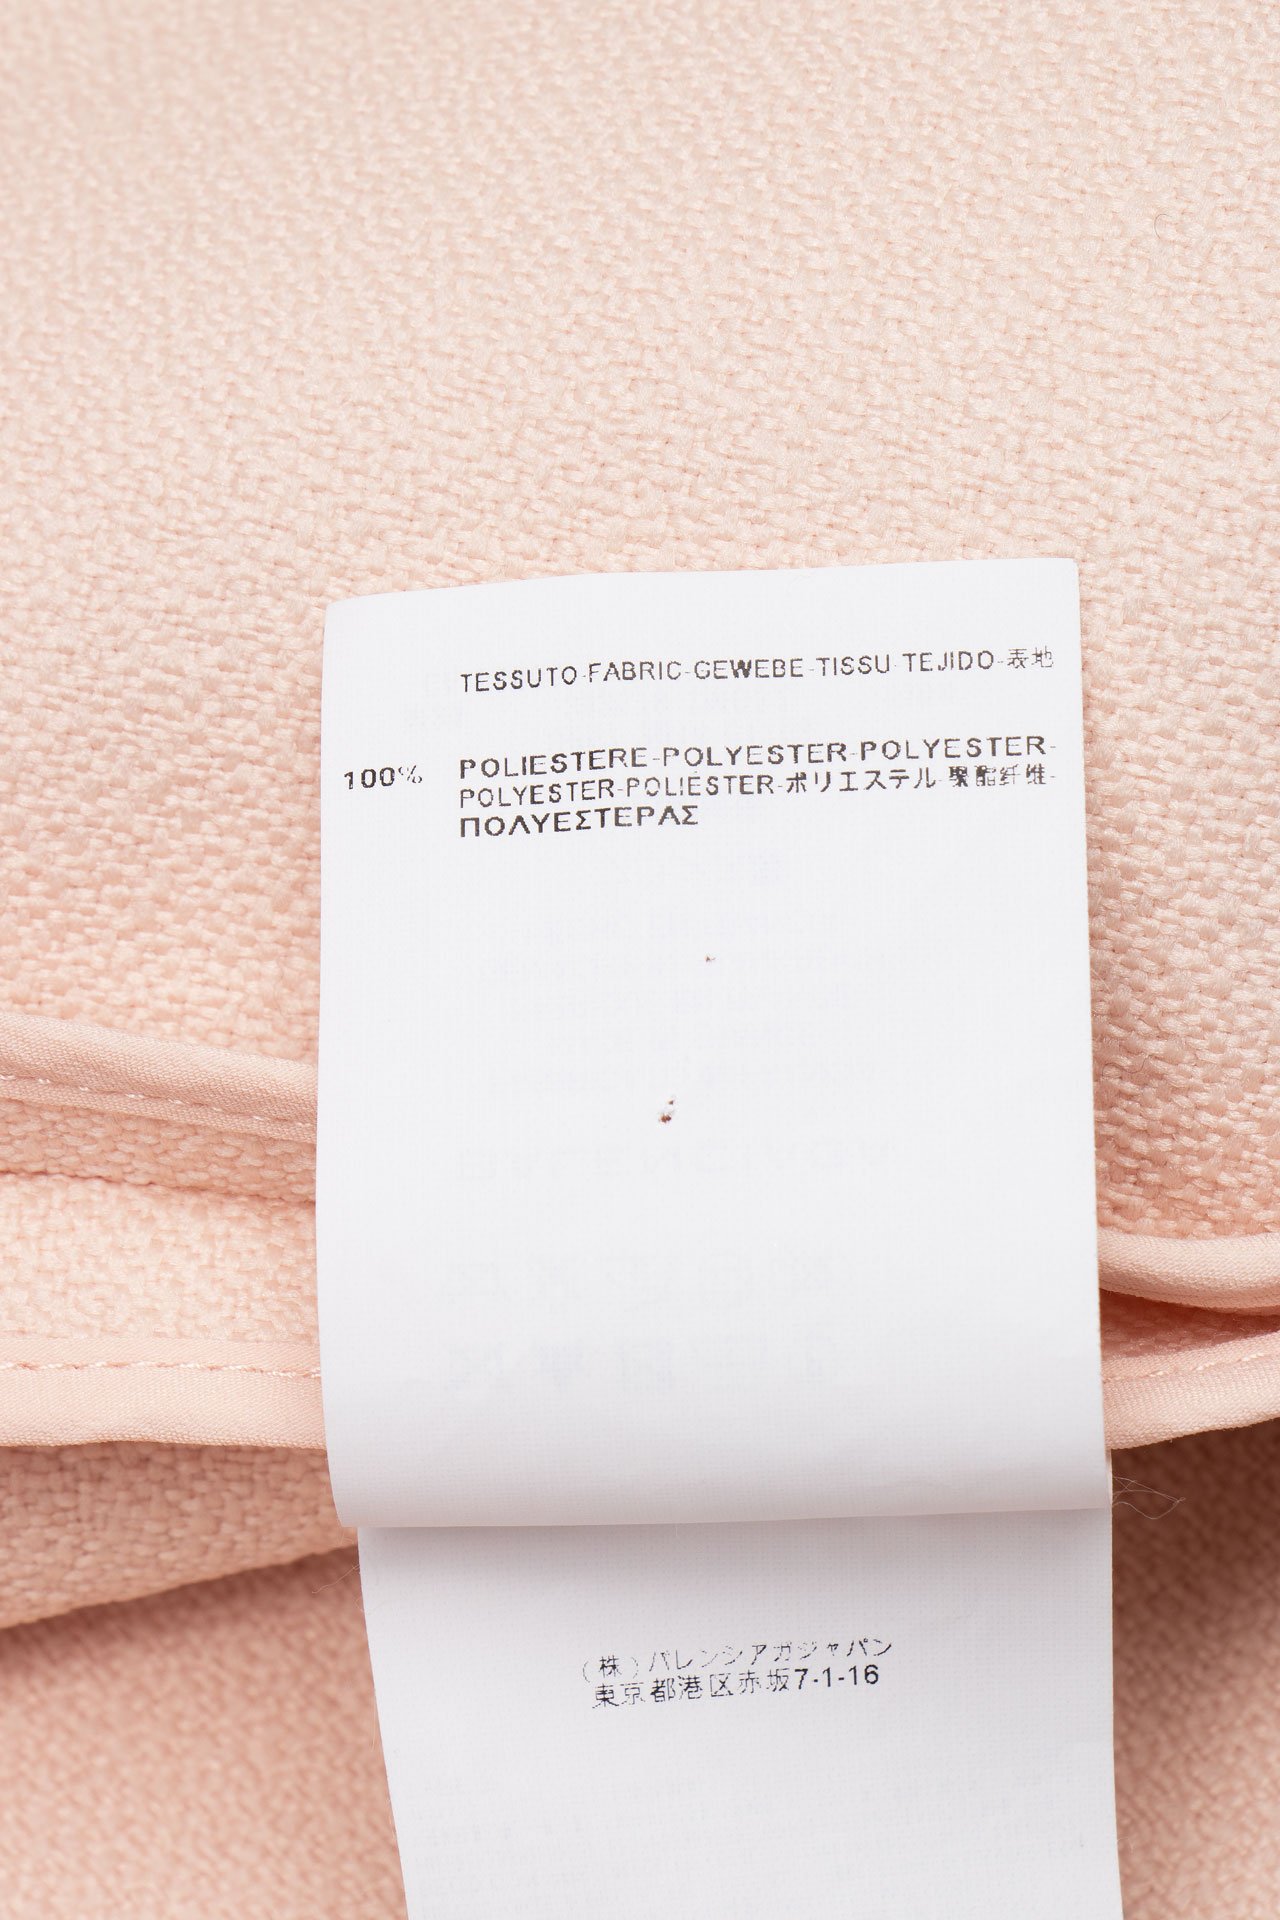 TESSUTO-FABRIC-GEWEBE-TISSU-TEJIDO-表地
100% POLIESTERE-POLYESTER-POLYESTER-
POLYESTER-POLIÉSTER-ポリエステル-聚酯纤维-
ΠΟΛΥΕΣΤΕΡΑΣ
(株)バレンシアガジャパン
東京都港区赤坂7-1-16